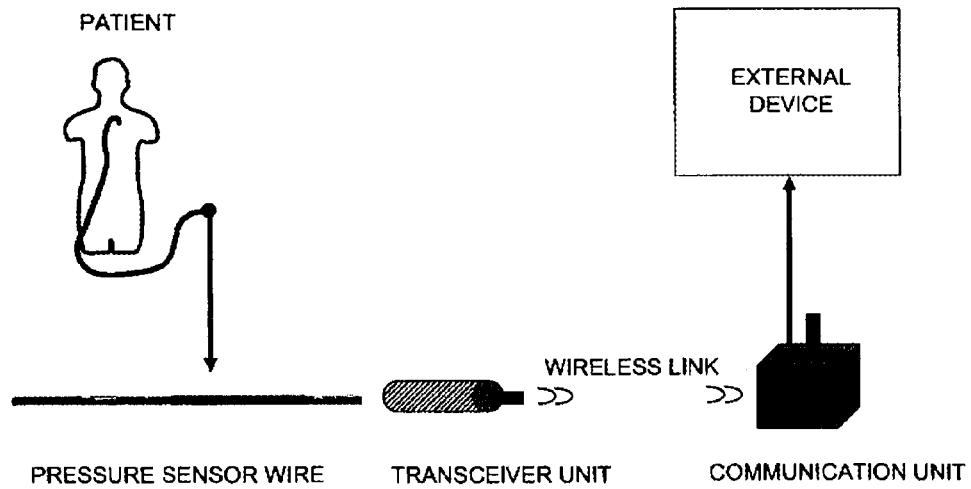 PATIENT
EXTERNAL
DEVICE
WIRELESS LINK
PRESSURE SENSOR WIRE
TRANSCEIVER UNIT
COMMUNICATION UNIT